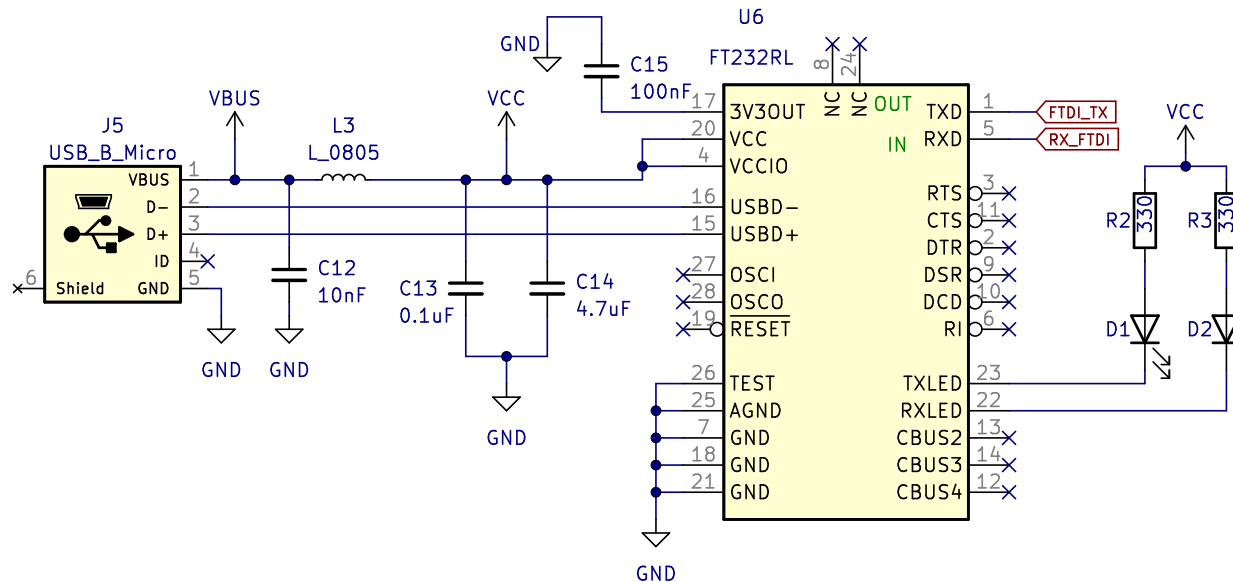 U6
FT232RL
GND
C15
100nF
VBUS
VCC
J5
USB_B_Micro
L3
L_0805
VBUS 1
D- 2
D+ 3
ID 4
GND 5
6 Shield
GND
C12
10nF
GND
C13
0.1uF
C14
4.7uF
GND
8 NC
24 NC
OUT
IN
17 3V3OUT
20 VCC
4 VCCIO
16 USBD-
15 USBD+
27 OSCI
28 OSCO
19 RESET
26 TEST
25 AGND
7 GND
18 GND
21 GND
GND
TXD 1
RXD 5
RTS 3
CTS 11
DTR 2
DSR 9
DCD 10
RI 6
TXLED 23
RXLED 22
CBUS2 13
CBUS3 14
CBUS4 12
FTDI_TX
RX_FTDI
VCC
R2 330
R3 330
D1
D2